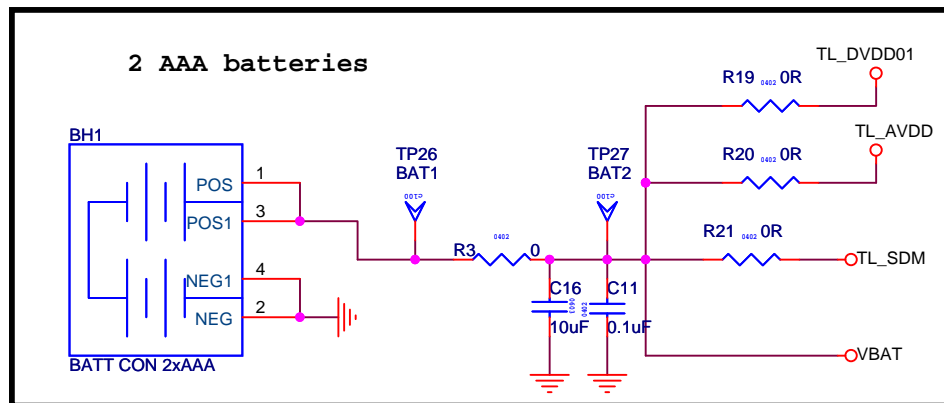 2 AAA batteries
TL_DVDD01
R19 0402 0R
TL_AVDD
R20 0402 0R
BH1
TP26
BAT1
TP27
BAT2
POS 1
POS1 3
NEG1 4
NEG 2
R3 0402 0
R21 0402 0R
TL_SDM
C16 0603
10uF
C11 0402
0.1uF
VBAT
BATT CON 2xAAA